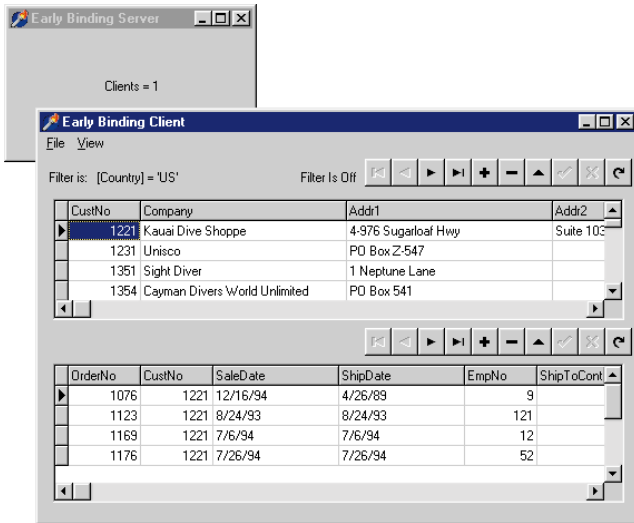 Early Binding Server
Clients = 1
Early Binding Client
File View
Filter is: [Country] = 'US' Filter Is Off
CustNo Company Addr1 Addr2
1221 Kauai Dive Shoppe 4-976 Sugarloaf Hwy Suite 103
1231 Unisco PO Box Z-547
1351 Sight Diver 1 Neptune Lane
1354 Cayman Divers World Unlimited PO Box 541
OrderNo CustNo SaleDate ShipDate EmpNo ShipToCont
1076 1221 12/16/94 4/26/89 9
1123 1221 8/24/93 8/24/93 121
1169 1221 7/6/94 7/6/94 12
1176 1221 7/26/94 7/26/94 52